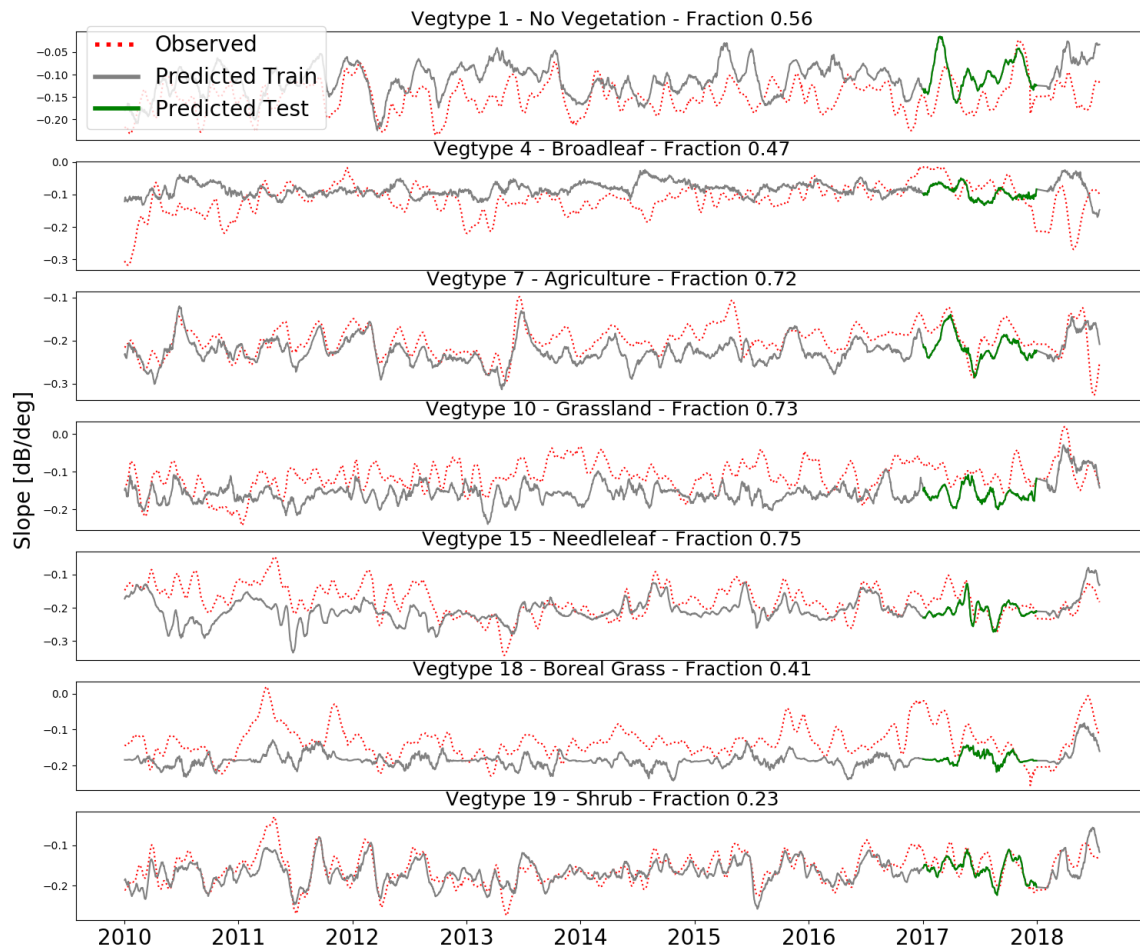 Vegtype 1 - No Vegetation - Fraction 0.56
Observed
Predicted Train
Predicted Test
−0.05
−0.10
−0.15
−0.20
Vegtype 4 - Broadleaf - Fraction 0.47
0.0
−0.1
−0.2
−0.3
Vegtype 7 - Agriculture - Fraction 0.72
−0.1
−0.2
−0.3
Vegtype 10 - Grassland - Fraction 0.73
0.0
−0.1
−0.2
Slope [dB/deg]
Vegtype 15 - Needleleaf - Fraction 0.75
−0.1
−0.2
−0.3
Vegtype 18 - Boreal Grass - Fraction 0.41
0.0
−0.1
−0.2
Vegtype 19 - Shrub - Fraction 0.23
−0.1
−0.2
2010 2011 2012 2013 2014 2015 2016 2017 2018